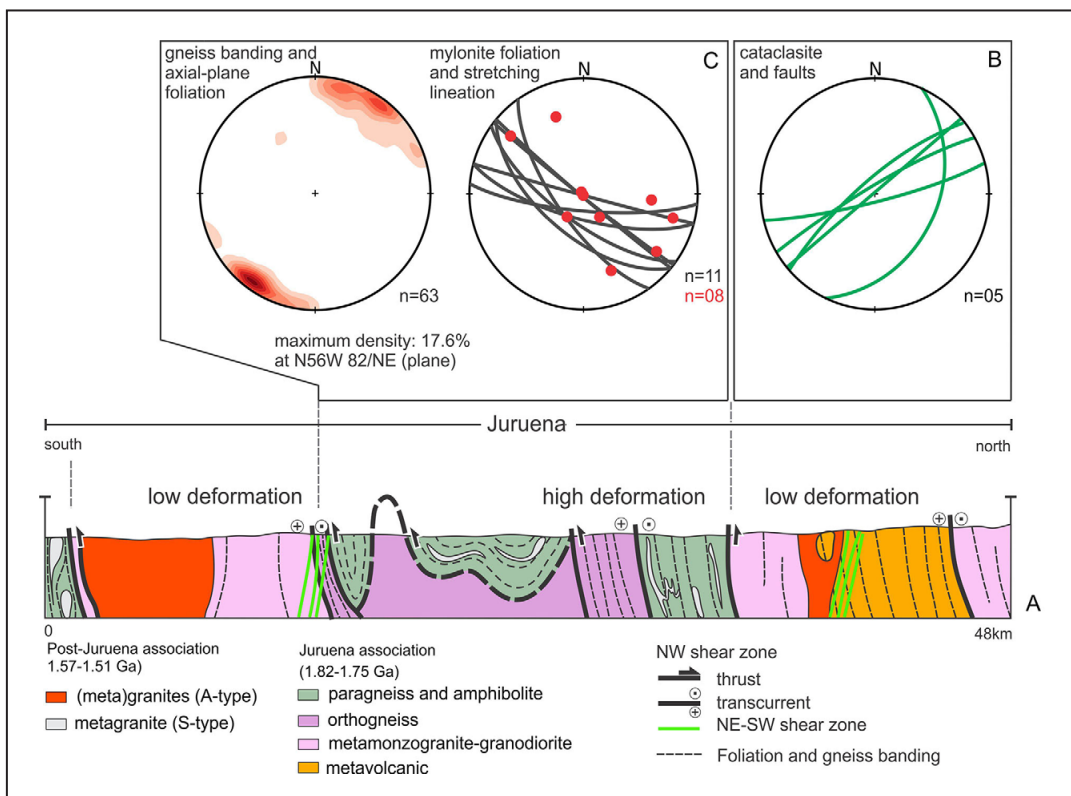 gneiss banding and
axial-plane
foliation
N
n=63
maximum density: 17.6%
at N56W 82/NE (plane)
mylonite foliation
and stretching
lineation
C
N
n=11
n=08
cataclasite
and faults
B
N
n=05
Juruena
south
north
low deformation
high deformation
low deformation
A
0
48km
Post-Juruena association
1.57-1.51 Ga)
(meta)granites (A-type)
metagranite (S-type)
Juruena association
(1.82-1.75 Ga)
paragneiss and amphibolite
orthogneiss
metamonzogranite-granodiorite
metavolcanic
NW shear zone
thrust
transcurrent
NE-SW shear zone
Foliation and gneiss banding